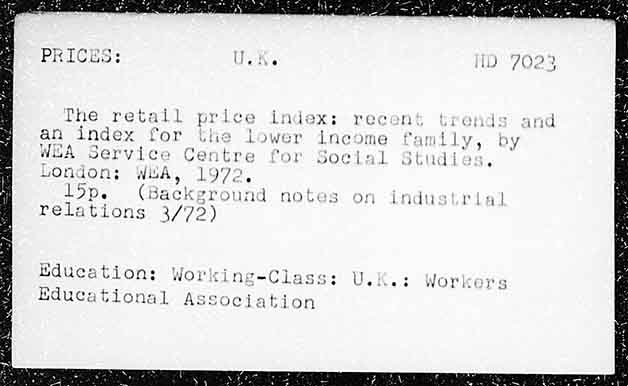 PRICES: U.K. HD 7023
The retail price index: recent trends and
an index for the lower income family, by
WEA Service Centre for Social Studies.
London: WEA, 1972.
15p. (Background notes on industrial
relations 3/72)
Education: Working-Class: U.K.: Workers
Educational Association